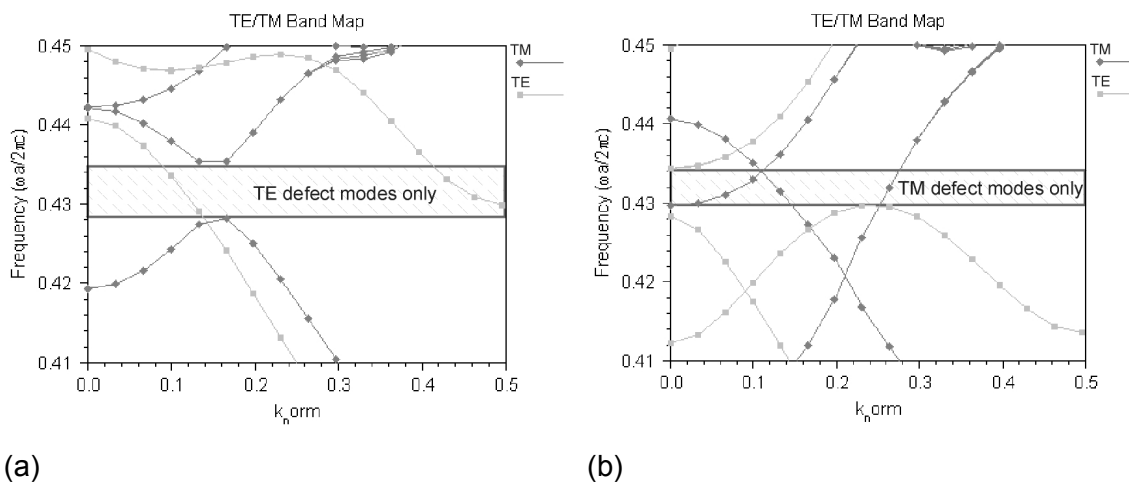 TE/TM Band Map
0.45
0.44
0.43
0.42
0.41
Frequency (ωa/2πc)
0.0 0.1 0.2 0.3 0.4 0.5
k_norm
TM
TE
TE defect modes only
(a)
TE/TM Band Map
0.45
0.44
0.43
0.42
0.41
Frequency (ωa/2πc)
0.0 0.1 0.2 0.3 0.4 0.5
k_norm
TM
TE
TM defect modes only
(b)